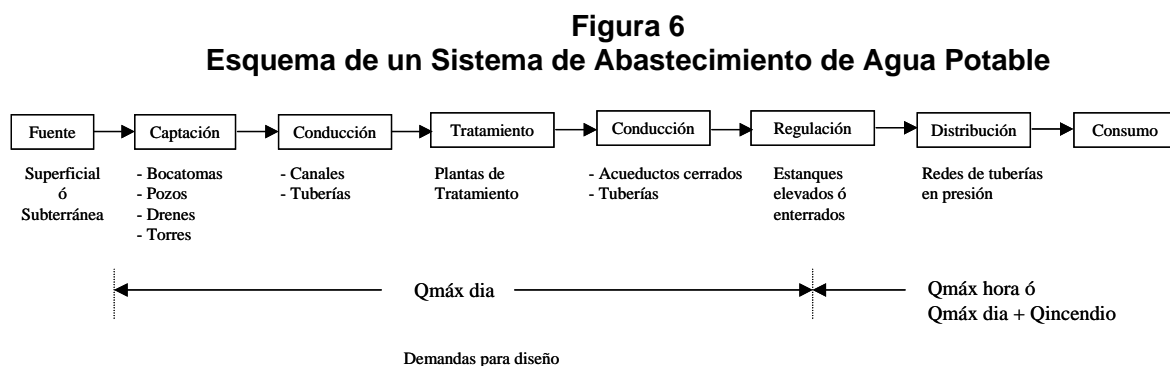 Figura 6
Esquema de un Sistema de Abastecimiento de Agua Potable
Fuente
Captación
Conducción
Tratamiento
Conducción
Regulación
Distribución
Consumo
Superficial
ó
Subterránea
- Bocatomas
- Pozos
- Drenes
- Torres
- Canales
- Tuberías
Plantas de
Tratamiento
- Acueductos cerrados
- Tuberías
Estanques
elevados ó
enterrados
Redes de tuberías
en presión
Qmáx dia
Qmáx hora ó
Qmáx dia + Qincendio
Demandas para diseño